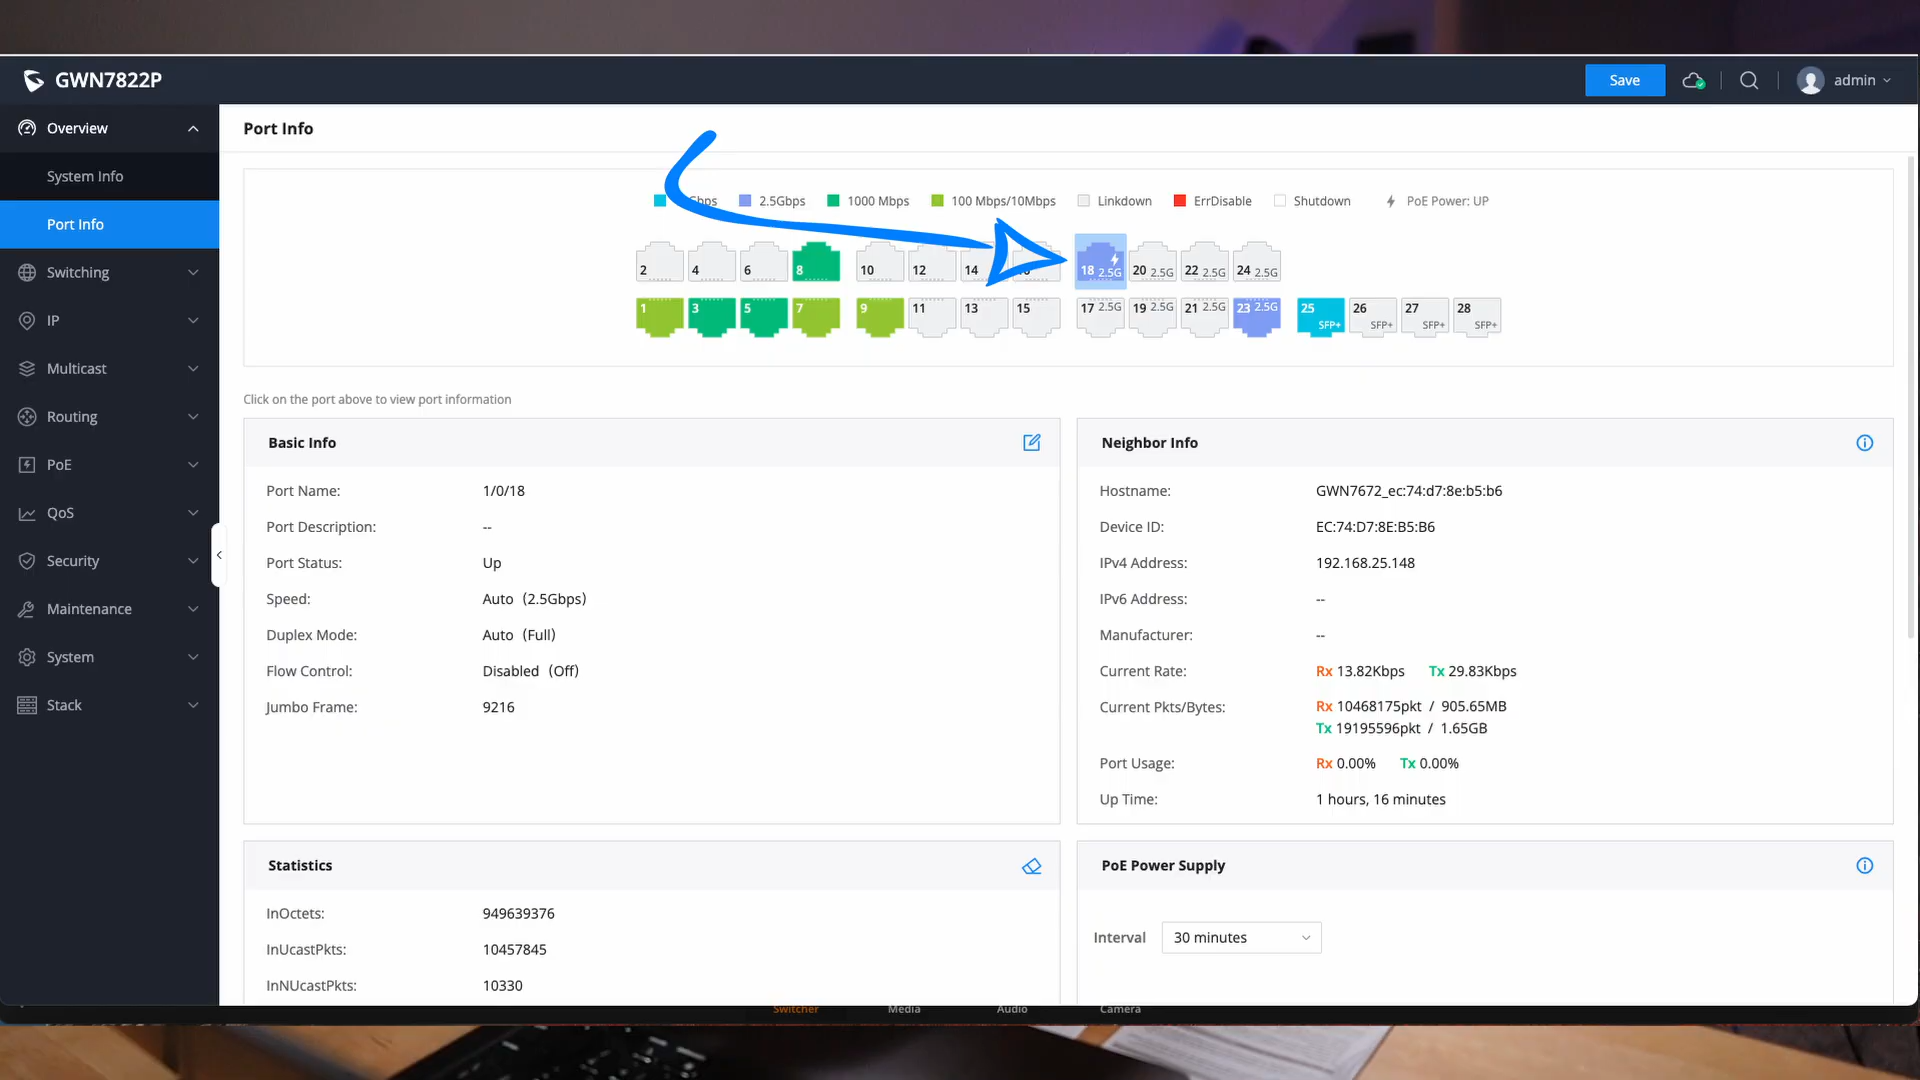 GWN7822P
Save
admin
Overview
System Info
Port Info
Switching
IP
Multicast
Routing
PoE
QoS
Security
Maintenance
System
Stack
Port Info
2.5Gbps
1000 Mbps
100 Mbps/10Mbps
Linkdown
ErrDisable
Shutdown
PoE Power: UP
2 4 6 8 10 12 14 18 2.5G 20 2.5G 22 2.5G 24 2.5G
1 3 5 7 9 11 13 15 17 2.5G 19 2.5G 21 2.5G 23 2.5G 25 SFP+ 26 SFP+ 27 SFP+ 28 SFP+
Click on the port above to view port information
Basic Info
Port Name: 1/0/18
Port Description: --
Port Status: Up
Speed: Auto (2.5Gbps)
Duplex Mode: Auto (Full)
Flow Control: Disabled (Off)
Jumbo Frame: 9216
Neighbor Info
Hostname: GWN7672_ec:74:d7:8e:b5:b6
Device ID: EC:74:D7:8E:B5:B6
IPv4 Address: 192.168.25.148
IPv6 Address: --
Manufacturer: --
Current Rate: Rx 13.82Kbps Tx 29.83Kbps
Current Pkts/Bytes: Rx 10468175pkt / 905.65MB
Tx 19195596pkt / 1.65GB
Port Usage: Rx 0.00% Tx 0.00%
Up Time: 1 hours, 16 minutes
Statistics
InOctets: 949639376
InUcastPkts: 10457845
InNUcastPkts: 10330
PoE Power Supply
Interval 30 minutes
Switcher Media Audio Camera